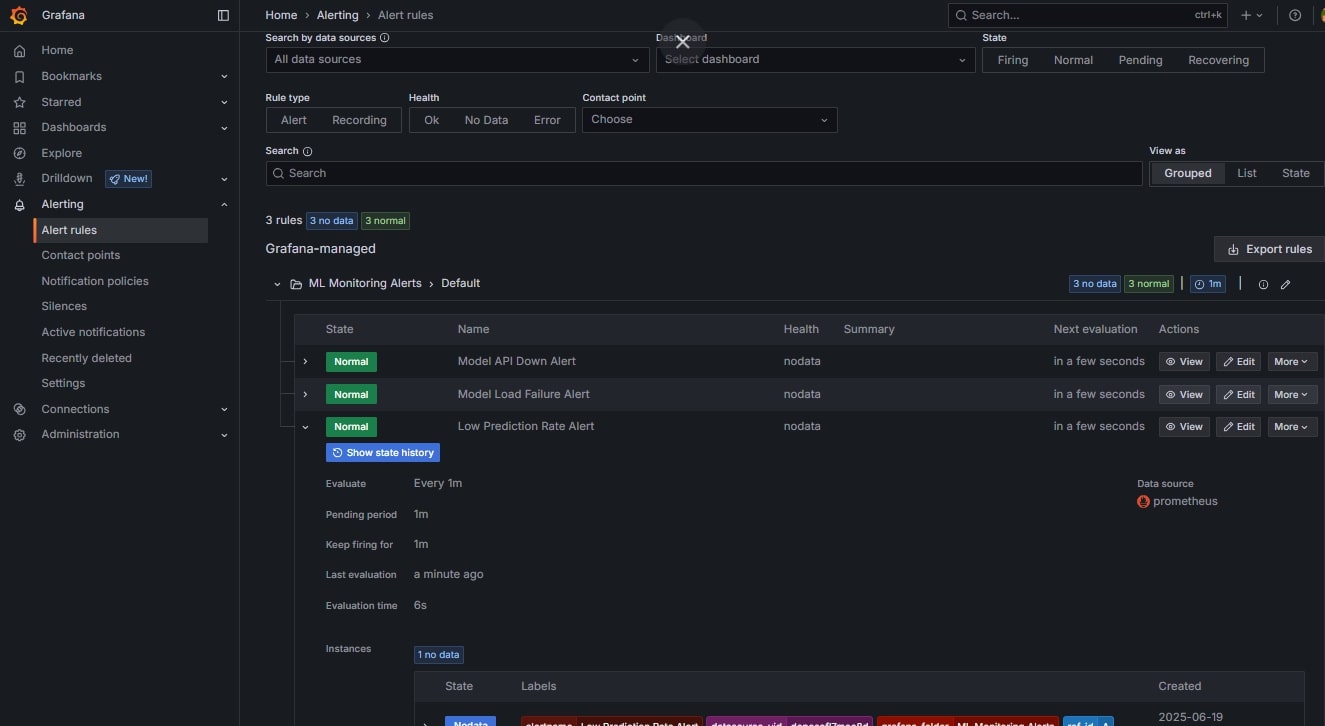 Grafana
Home › Alerting › Alert rules
Search...
ctrl+k
Home
Bookmarks
Starred
Dashboards
Explore
Drilldown
New!
Alerting
Alert rules
Contact points
Notification policies
Silences
Active notifications
Recently deleted
Settings
Connections
Administration
Search by data sources
Dashboard
State
All data sources
Select dashboard
Firing Normal Pending Recovering
Rule type
Health
Contact point
Alert Recording
Ok No Data Error
Choose
Search
View as
Search
Grouped List State
3 rules 3 no data 3 normal
Grafana-managed
Export rules
ML Monitoring Alerts › Default
3 no data 3 normal 1m
State Name Health Summary Next evaluation Actions
Normal Model API Down Alert nodata in a few seconds View Edit More
Normal Model Load Failure Alert nodata in a few seconds View Edit More
Normal Low Prediction Rate Alert nodata in a few seconds View Edit More
Show state history
Evaluate Every 1m
Data source
prometheus
Pending period 1m
Keep firing for 1m
Last evaluation a minute ago
Evaluation time 6s
Instances 1 no data
State Labels Created
Nodata alertname Low Prediction Rate Alert datasource_uid grafana_folder ML Monitoring Alerts ref_id A 2025-06-19